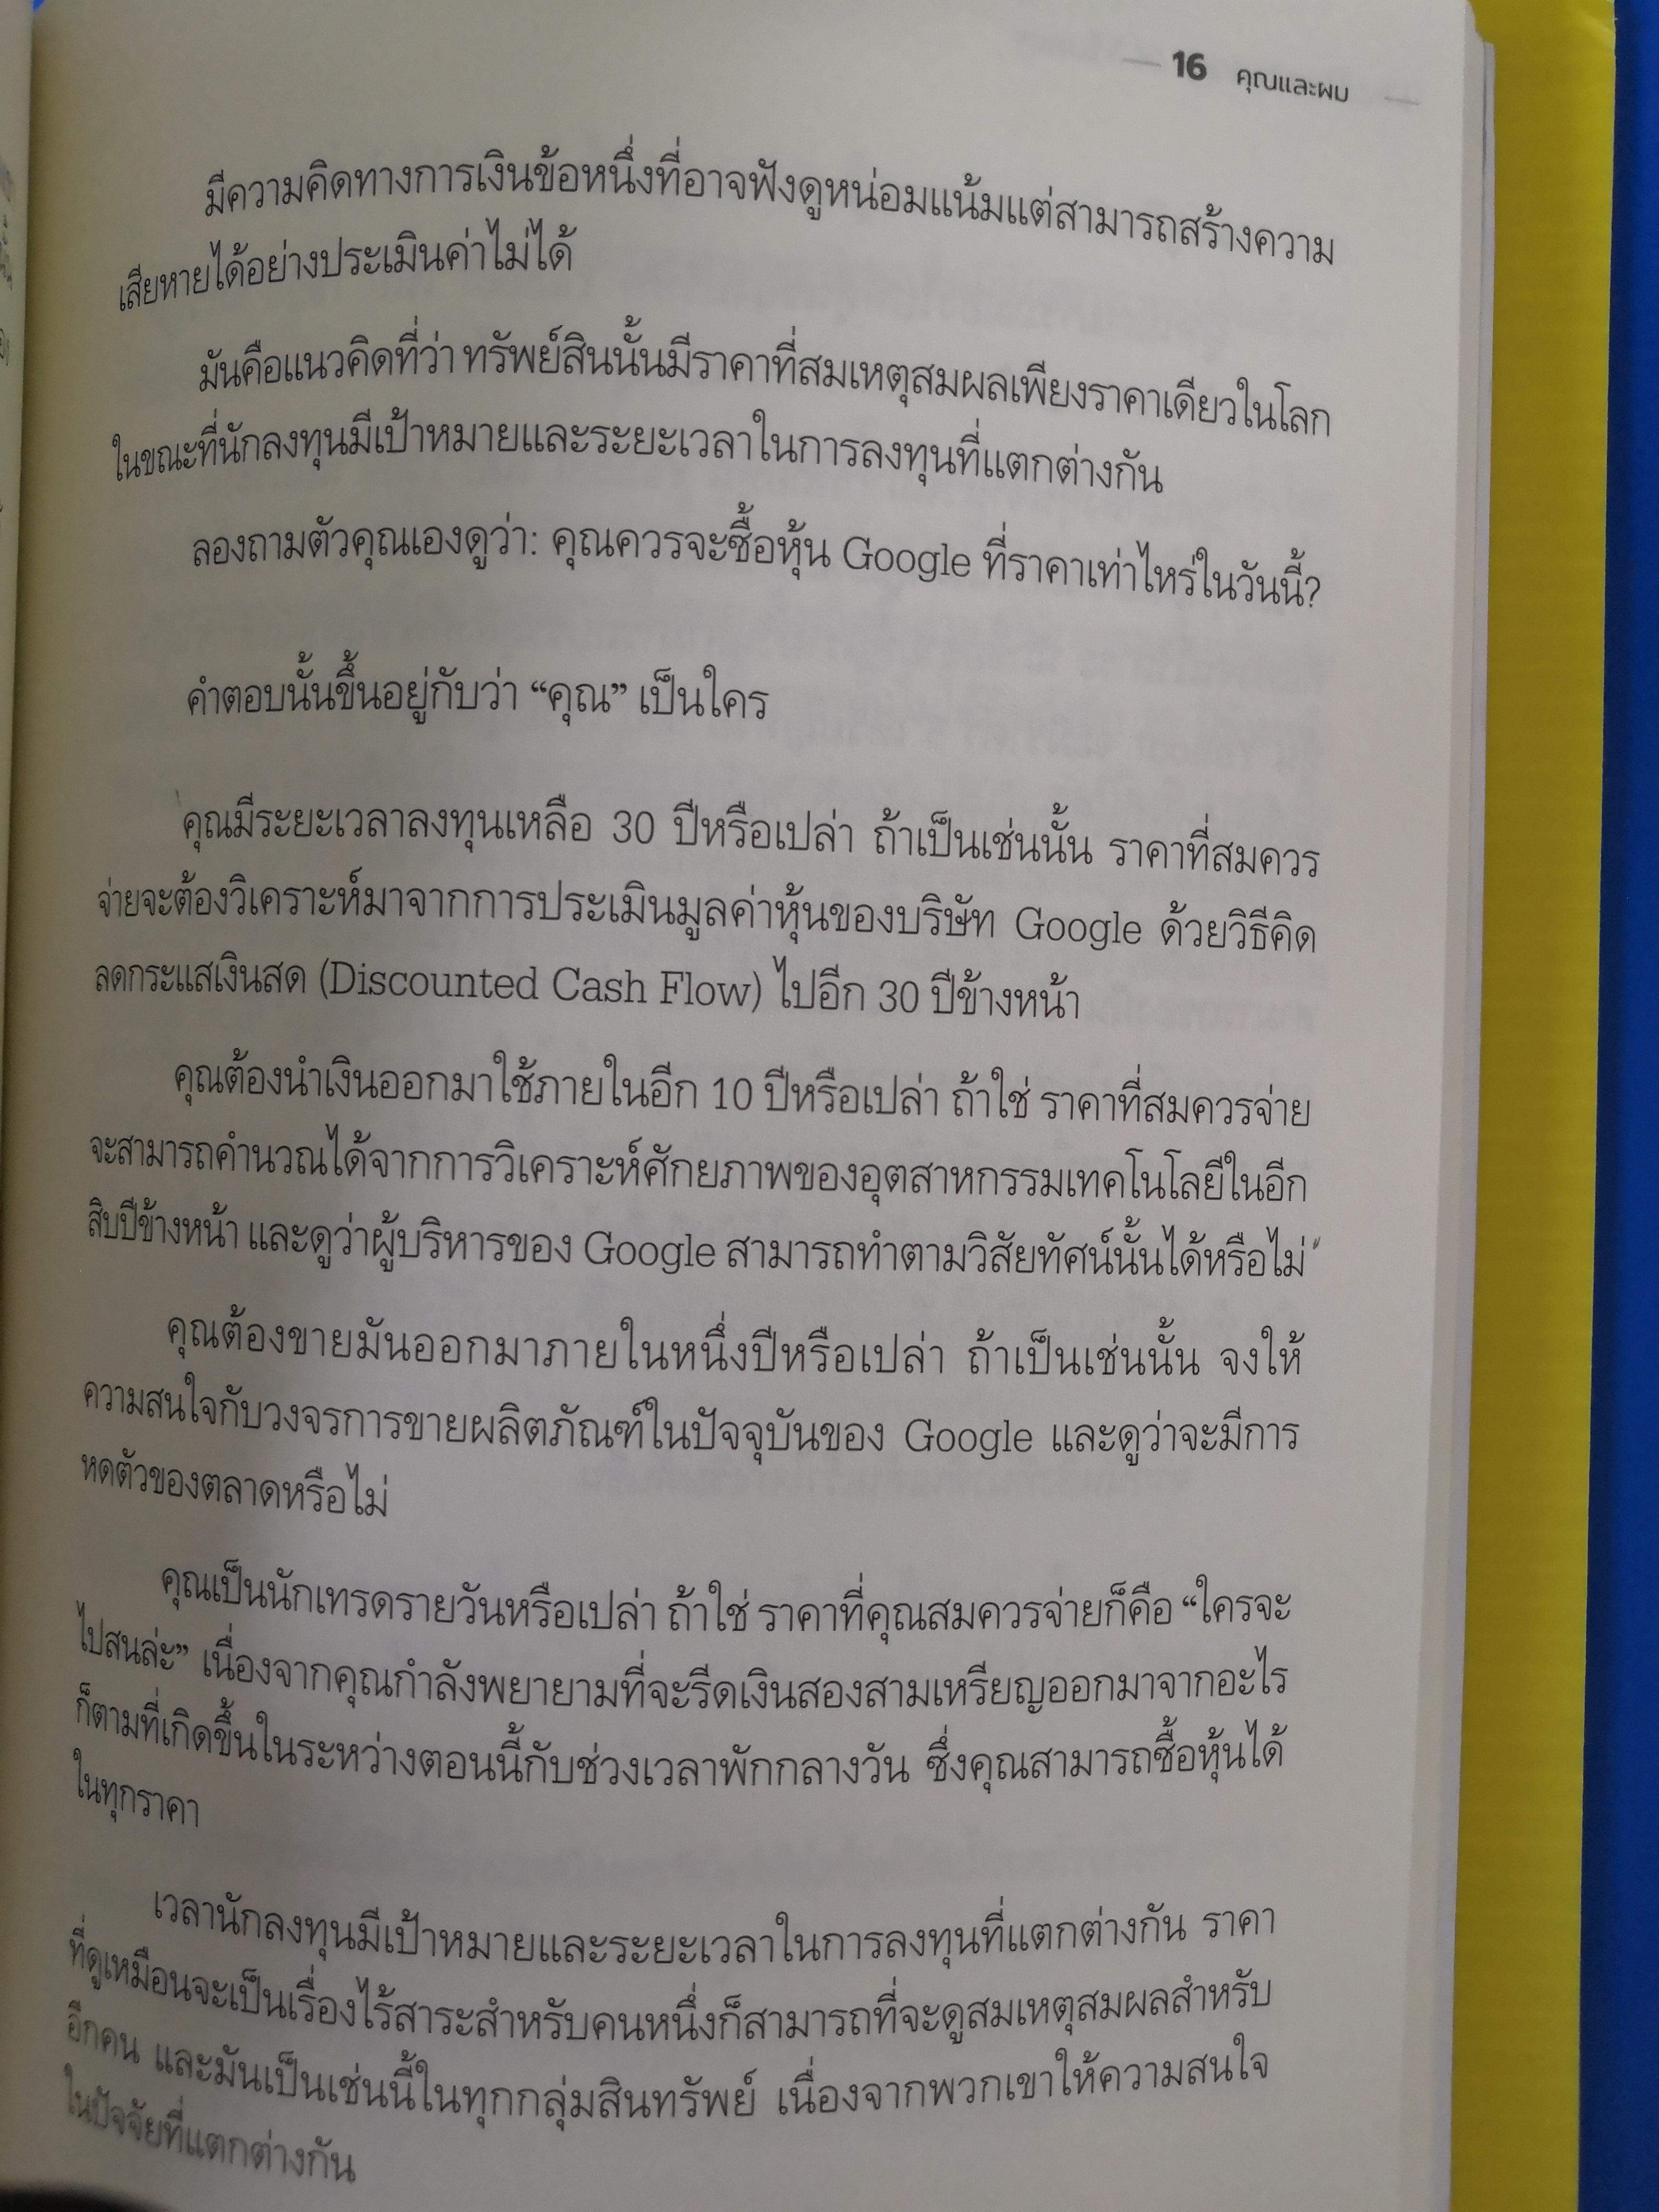 16 คุณและผม
มีความคิดทางการเงินข้อหนึ่งที่อาจฟังดูหน่อมแน้มแต่สามารถสร้างความ
เสียหายได้อย่างประเมินค่าไม่ได้
มันคือแนวคิดที่ว่า ทรัพย์สินนั้นมีราคาที่สมเหตุสมผลเพียงราคาเดียวในโลก
ในขณะที่นักลงทุนมีเป้าหมายและระยะเวลาในการลงทุนที่แตกต่างกัน
ลองถามตัวคุณเองดูว่า: คุณควรจะซื้อหุ้น Google ที่ราคาเท่าไหร่ในวันนี้?
คำตอบนั้นขึ้นอยู่กับว่า “คุณ” เป็นใคร
คุณมีระยะเวลาลงทุนเหลือ 30 ปีหรือเปล่า ถ้าเป็นเช่นนั้น ราคาที่สมควร
จ่ายจะต้องวิเคราะห์มาจากการประเมินมูลค่าหุ้นของบริษัท Google ด้วยวิธีคิด
ลดกระแสเงินสด (Discounted Cash Flow) ไปอีก 30 ปีข้างหน้า
คุณต้องนำเงินออกมาใช้ภายในอีก 10 ปีหรือเปล่า ถ้าใช่ ราคาที่สมควรจ่าย
จะสามารถคำนวณได้จากการวิเคราะห์ศักยภาพของอุตสาหกรรมเทคโนโลยีในอีก
สิบปีข้างหน้า และดูว่าผู้บริหารของ Google สามารถทำตามวิสัยทัศน์นั้นได้หรือไม่
คุณต้องขายมันออกมาภายในหนึ่งปีหรือเปล่า ถ้าเป็นเช่นนั้น จงให้
ความสนใจกับวงจรการขายผลิตภัณฑ์ในปัจจุบันของ Google และดูว่าจะมีการ
หดตัวของตลาดหรือไม่
คุณเป็นนักเทรดรายวันหรือเปล่า ถ้าใช่ ราคาที่คุณสมควรจ่ายก็คือ “ใครจะ
ไปสนล่ะ” เนื่องจากคุณกำลังพยายามที่จะรีดเงินสองสามเหรียญออกมาจากอะไร
ก็ตามที่เกิดขึ้นในระหว่างตอนนี้กับช่วงเวลาพักกลางวัน ซึ่งคุณสามารถซื้อหุ้นได้
ในทุกราคา
เวลานักลงทุนมีเป้าหมายและระยะเวลาในการลงทุนที่แตกต่างกัน ราคา
ที่ดูเหมือนจะเป็นเรื่องไร้สาระสำหรับคนหนึ่งก็สามารถที่จะดูสมเหตุสมผลสำหรับ
อีกคน และมันเป็นเช่นนี้ในทุกกลุ่มสินทรัพย์ เนื่องจากพวกเขาให้ความสนใจ
ในปัจจัยที่แตกต่างกัน